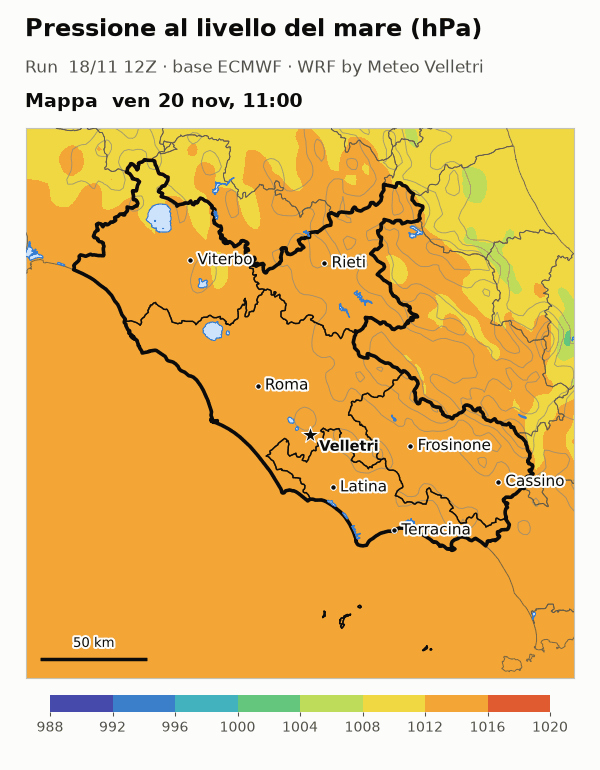 Pressione al livello del mare (hPa)
Run  18/11 12Z · base ECMWF · WRF by Meteo Velletri
Mappa  ven 20 nov, 11:00
Viterbo
Rieti
Roma
Velletri
Frosinone
Cassino
Latina
Terracina
50 km
988 992 996 1000 1004 1008 1012 1016 1020